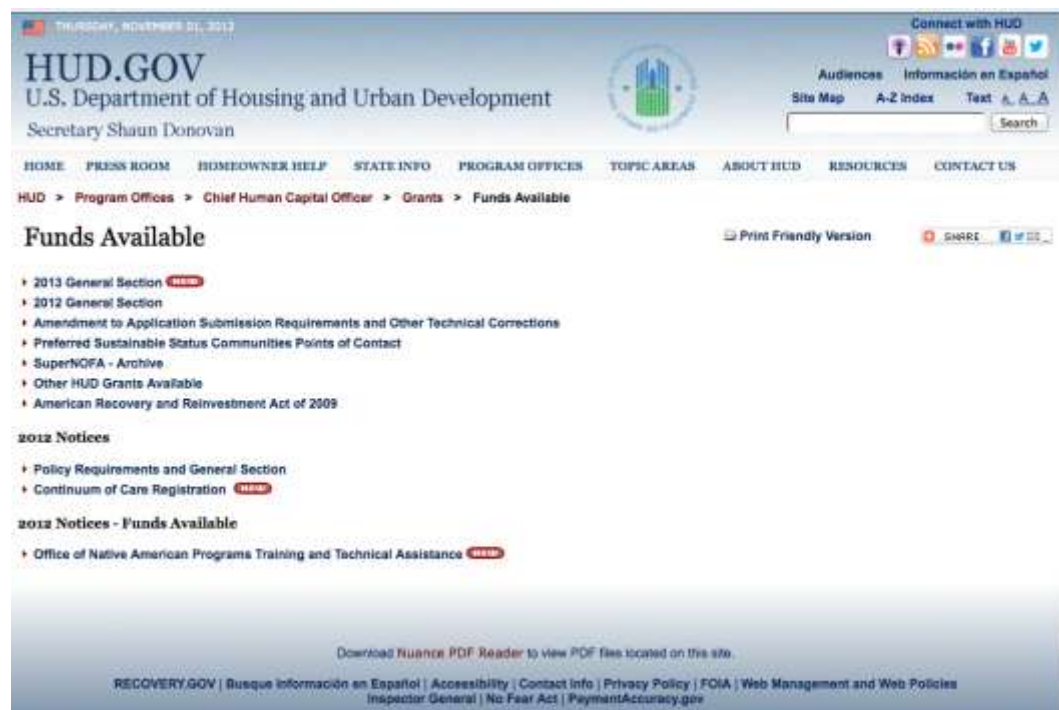 THURSDAY, NOVEMBER 01, 2012
Connect with HUD
HUD.GOV
Audiences Información en Español
U.S. Department of Housing and Urban Development
Site Map A-Z Index Text A A A
Secretary Shaun Donovan
Search
HOME PRESS ROOM HOMEOWNER HELP STATE INFO PROGRAM OFFICES TOPIC AREAS ABOUT HUD RESOURCES CONTACT US
HUD > Program Offices > Chief Human Capital Officer > Grants > Funds Available
Funds Available
Print Friendly Version
SHARE
2013 General Section NEW
2012 General Section
Amendment to Application Submission Requirements and Other Technical Corrections
Preferred Sustainable Status Communities Points of Contact
SuperNOFA - Archive
Other HUD Grants Available
American Recovery and Reinvestment Act of 2009
2012 Notices
Policy Requirements and General Section
Continuum of Care Registration NEW
2012 Notices - Funds Available
Office of Native American Programs Training and Technical Assistance NEW
Download Nuance PDF Reader to view PDF files located on this site.
RECOVERY.GOV | Busque Información en Español | Accessibility | Contact Info | Privacy Policy | FOIA | Web Management and Web Policies
Inspector General | No Fear Act | PaymentAccuracy.gov